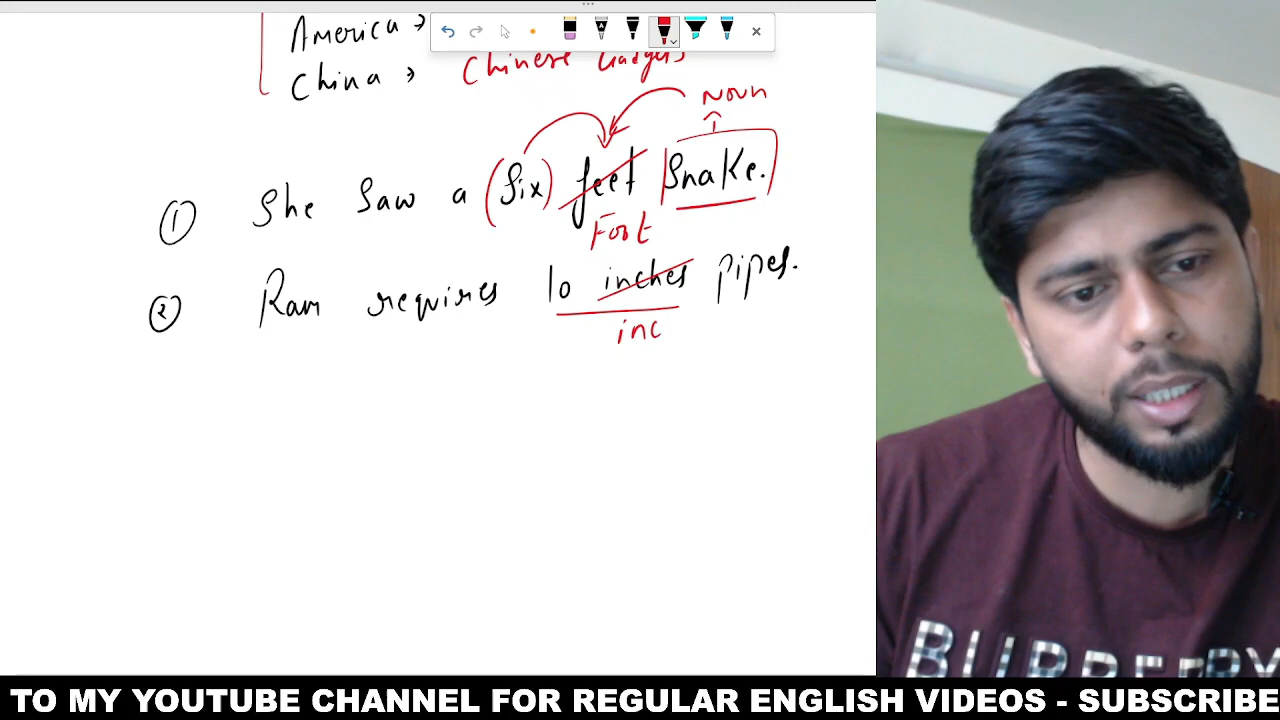 America →
China → Chinese Gadgets
Noun
① She saw a (Six) feet Snake.
Foot
② Ram requires 10 inches pipes.
inc
BURBERRY
TO MY YOUTUBE CHANNEL FOR REGULAR ENGLISH VIDEOS - SUBSCRIBE